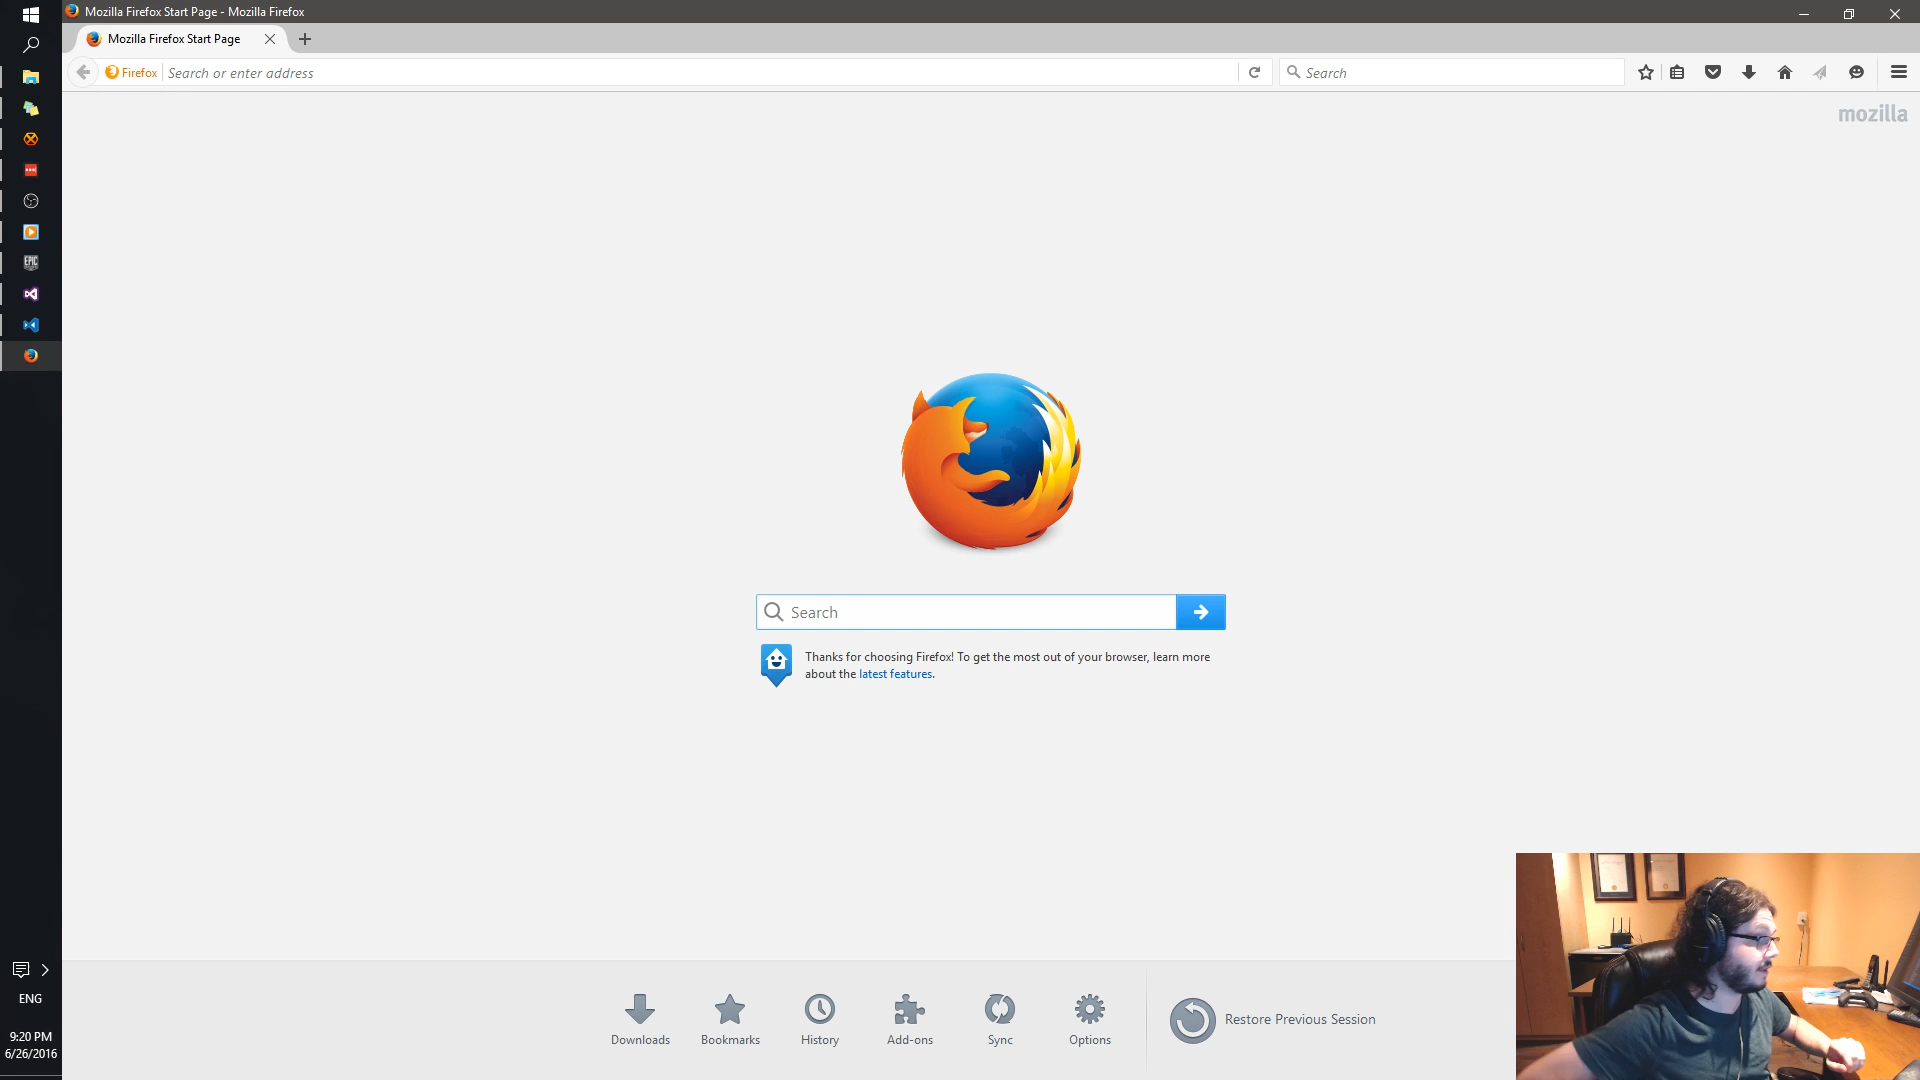 Mozilla Firefox Start Page - Mozilla Firefox
Mozilla Firefox Start Page
Firefox
Search or enter address
Search
mozilla
EPIC
Search
Thanks for choosing Firefox! To get the most out of your browser, learn more
about the latest features.
Downloads
Bookmarks
History
Add-ons
Sync
Options
Restore Previous Session
ENG
9:20 PM
6/26/2016